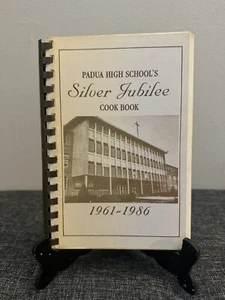 PADUA HIGH SCHOOL'S
Silver Jubilee
COOK BOOK
1961-1986